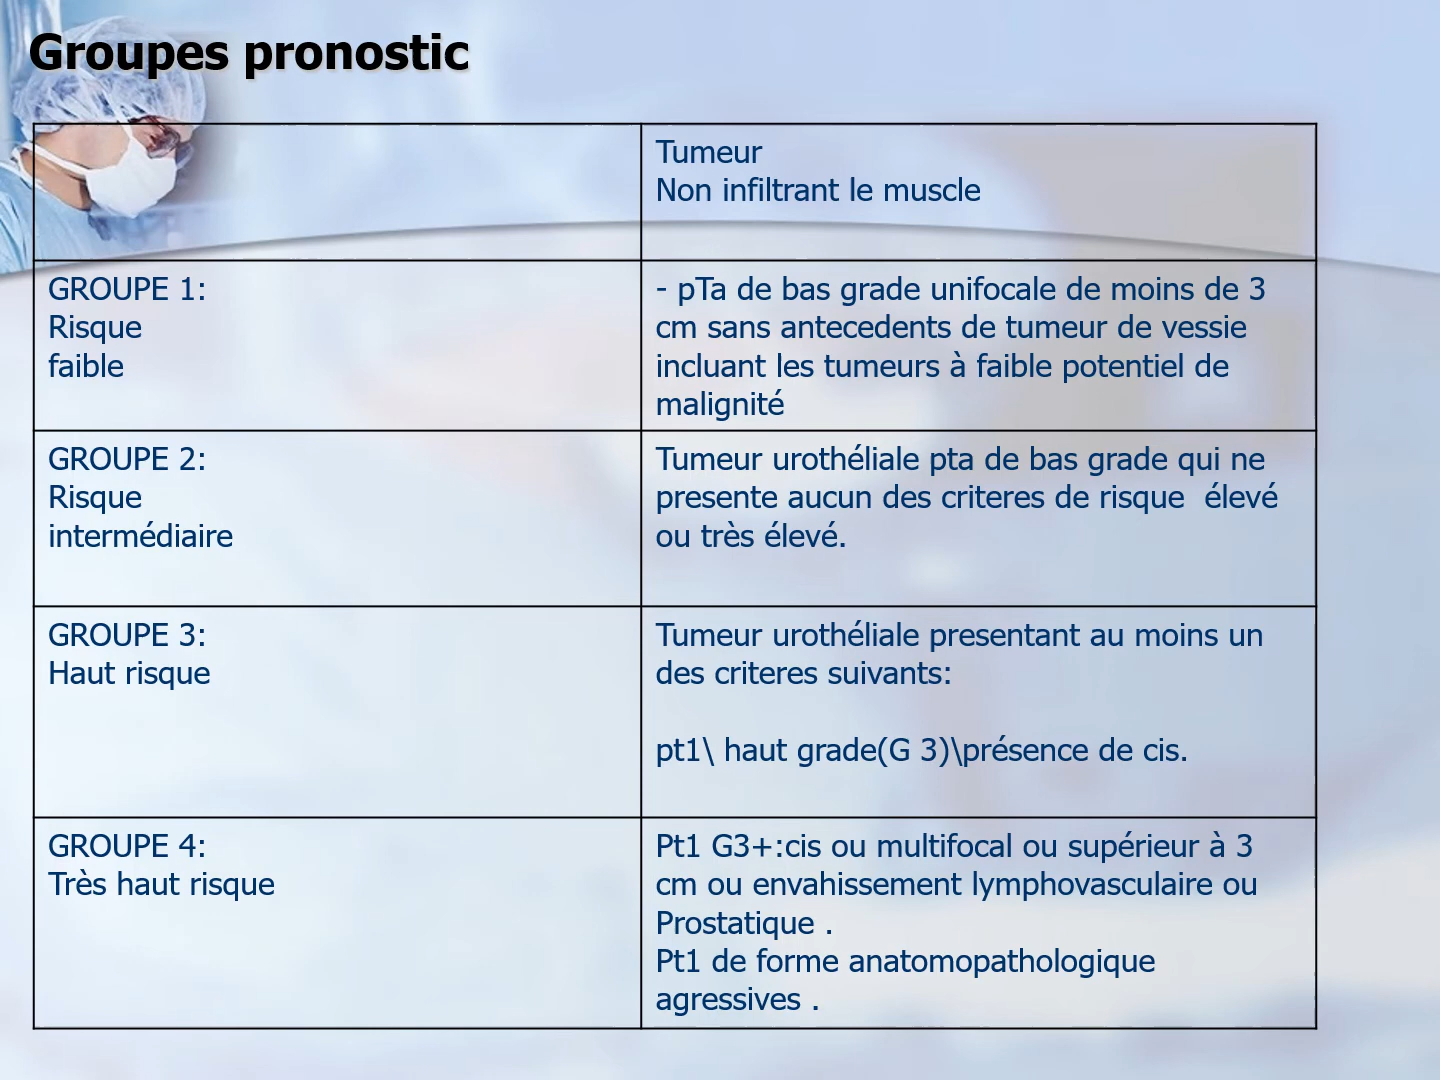 Groupes pronostic
Tumeur
Non infiltrant le muscle
GROUPE 1:
Risque
faible
- pTa de bas grade unifocale de moins de 3
cm sans antecedents de tumeur de vessie
incluant les tumeurs à faible potentiel de
malignité
GROUPE 2:
Risque
intermédiaire
Tumeur urothéliale pta de bas grade qui ne
presente aucun des criteres de risque  élevé
ou très élevé.
GROUPE 3:
Haut risque
Tumeur urothéliale presentant au moins un
des criteres suivants:
pt1\ haut grade(G 3)\présence de cis.
GROUPE 4:
Très haut risque
Pt1 G3+:cis ou multifocal ou supérieur à 3
cm ou envahissement lymphovasculaire ou
Prostatique .
Pt1 de forme anatomopathologique
agressives .